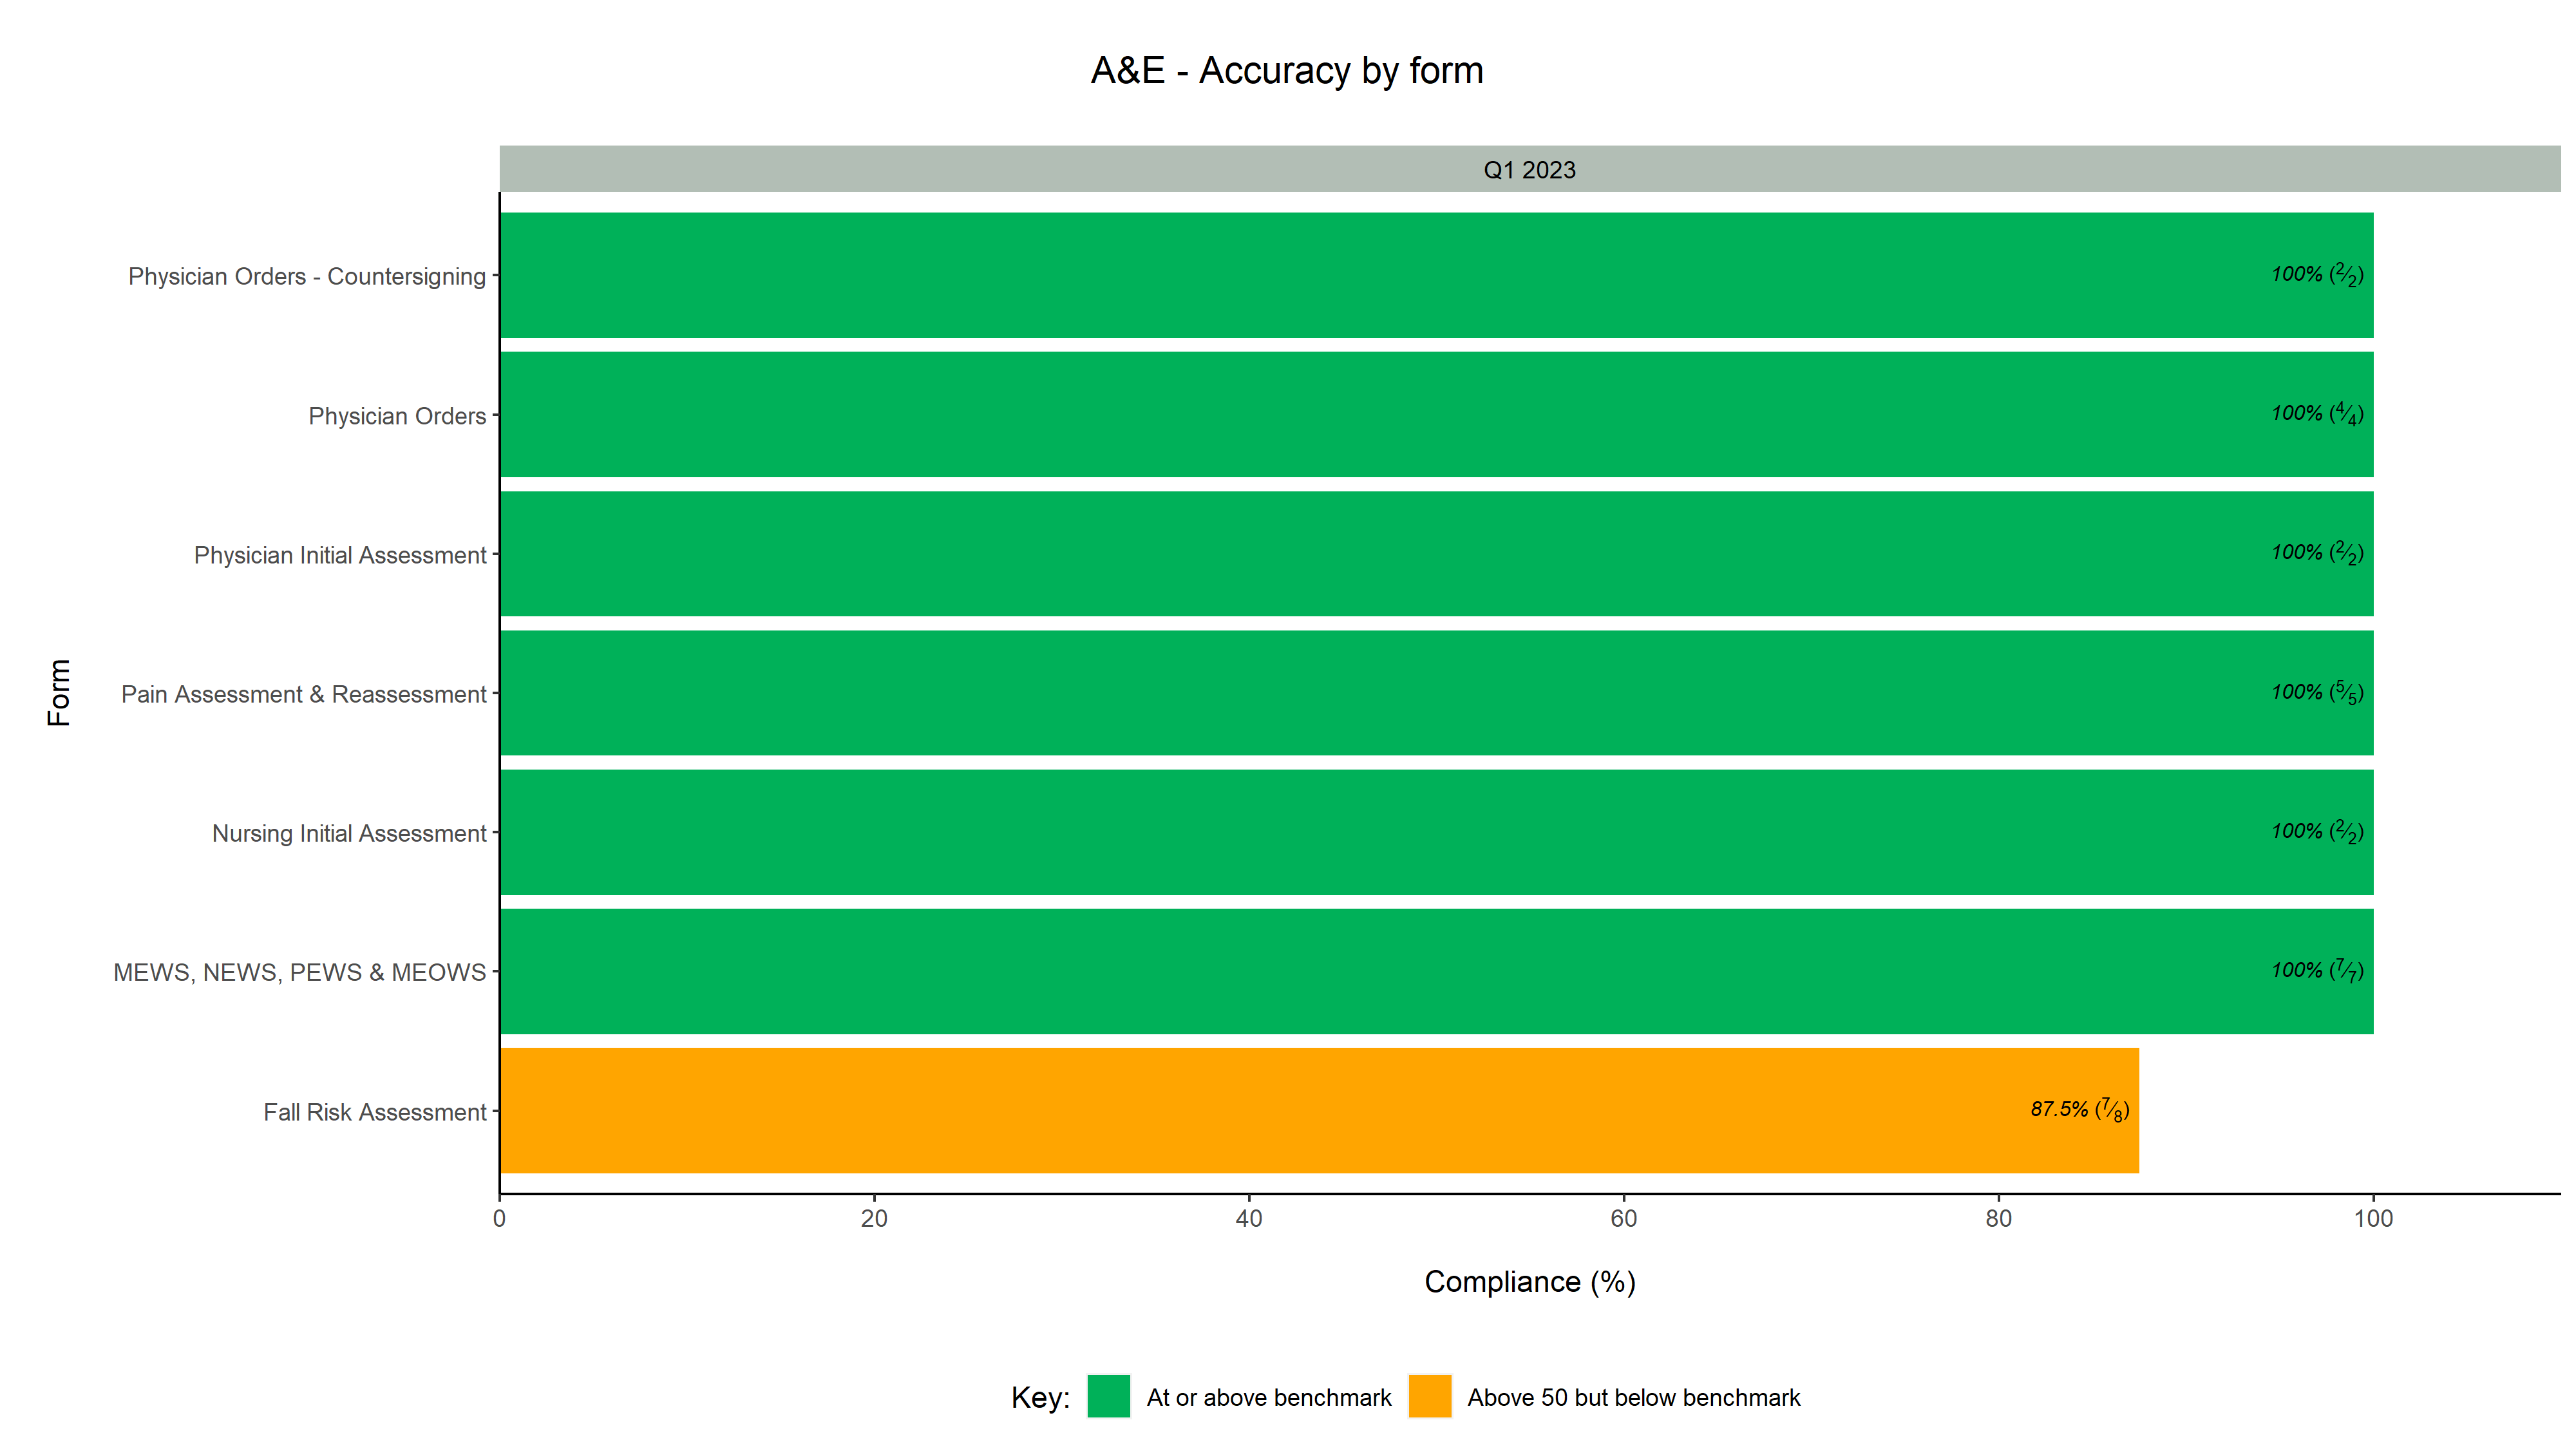 A&E - Accuracy by form
Q1 2023
Form
Physician Orders - Countersigning
100% (2⁄2)
Physician Orders
100% (4⁄4)
Physician Initial Assessment
100% (2⁄2)
Pain Assessment & Reassessment
100% (5⁄5)
Nursing Initial Assessment
100% (2⁄2)
MEWS, NEWS, PEWS & MEOWS
100% (7⁄7)
Fall Risk Assessment
87.5% (7⁄8)
0 20 40 60 80 100
Compliance (%)
Key: At or above benchmark Above 50 but below benchmark